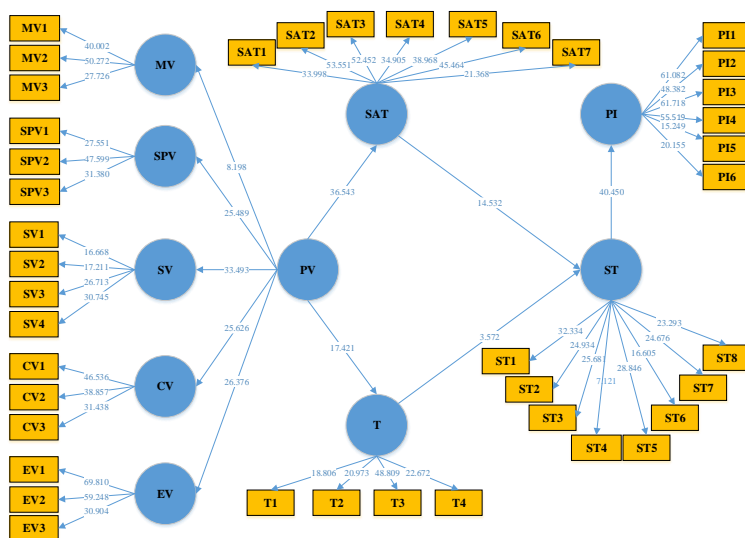 MV1
MV2
MV3
40.002
50.272
27.726
MV
SPV1
SPV2
SPV3
27.551
47.599
31.380
SPV
SV1
SV2
SV3
SV4
16.668
17.211
26.713
30.745
SV
CV1
CV2
CV3
46.536
38.857
31.438
CV
EV1
EV2
EV3
69.810
59.248
30.904
EV
8.198
25.489
33.493
25.626
26.376
PV
36.543
17.421
SAT1
SAT2
SAT3
SAT4
SAT5
SAT6
SAT7
33.998
53.551
52.452
34.905
38.968
45.464
21.368
SAT
14.532
3.572
T
18.806
20.973
48.809
22.672
T1
T2
T3
T4
PI1
PI2
PI3
PI4
PI5
PI6
61.082
48.382
61.718
55.519
15.249
20.155
PI
40.450
ST
32.334
24.934
25.681
7.121
28.846
16.605
24.676
23.293
ST1
ST2
ST3
ST4
ST5
ST6
ST7
ST8